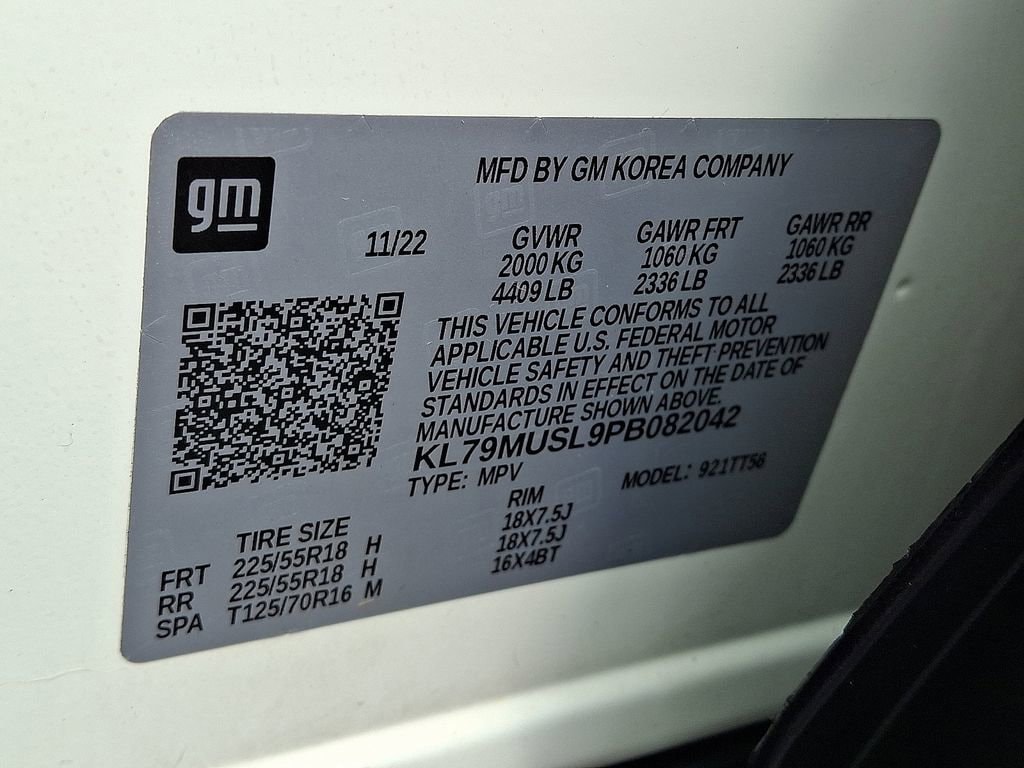 gm
MFD BY GM KOREA COMPANY
11/22
GVWR
2000 KG
4409 LB
GAWR FRT
1060 KG
2336 LB
GAWR RR
1060 KG
2336 LB
THIS VEHICLE CONFORMS TO ALL
APPLICABLE U.S. FEDERAL MOTOR
VEHICLE SAFETY AND THEFT PREVENTION
STANDARDS IN EFFECT ON THE DATE OF
MANUFACTURE SHOWN ABOVE.
KL79MUSL9PB082042
TYPE: MPV MODEL: 921TT56
TIRE SIZE RIM
FRT 225/55R18 H 18X7.5J
RR 225/55R18 H 18X7.5J
SPA T125/70R16 M 16X4BT